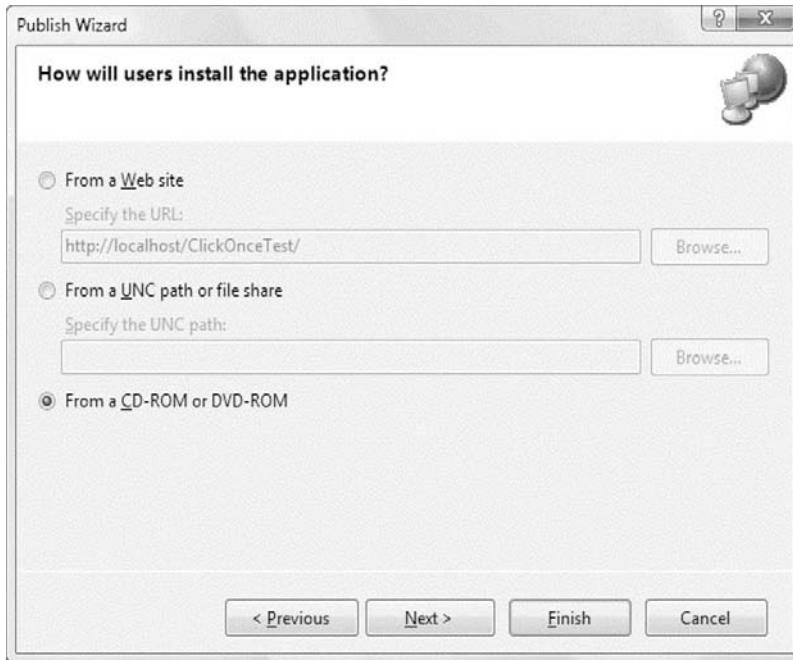 Publish Wizard
How will users install the application?
From a Web site
Specify the URL:
http://localhost/ClickOnceTest/
Browse...
From a UNC path or file share
Specify the UNC path:
Browse...
From a CD-ROM or DVD-ROM
< Previous
Next >
Finish
Cancel